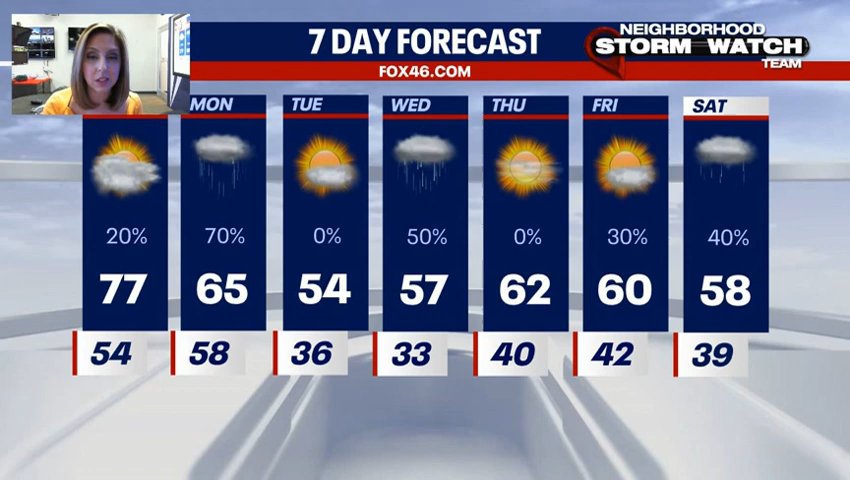 7 DAY FORECAST
FOX46.COM
NEIGHBORHOOD
STORM WATCH
TEAM
MON TUE WED THU FRI SAT
20% 70% 0% 50% 0% 30% 40%
77 65 54 57 62 60 58
54 58 36 33 40 42 39